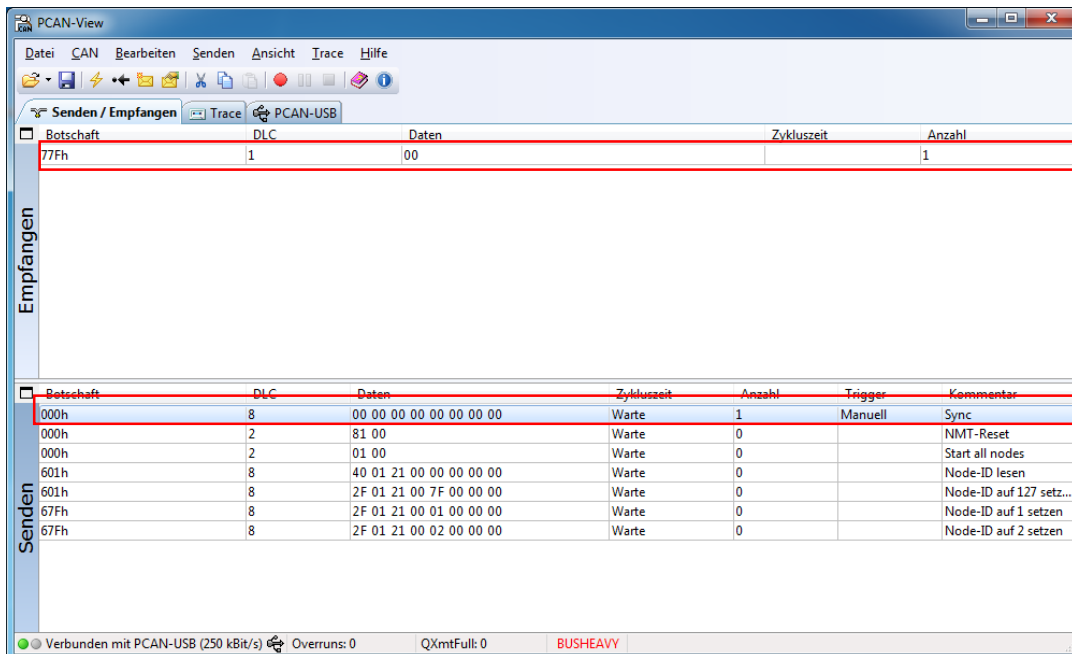 PCAN-View
Datei CAN Bearbeiten Senden Ansicht Trace Hilfe
Senden / Empfangen Trace PCAN-USB
Botschaft DLC Daten Zykluszeit Anzahl
77Fh 1 00 1
Empfangen
Botschaft DLC Daten Zykluszeit Anzahl Trigger Kommentar
000h 8 00 00 00 00 00 00 00 00 Warte 1 Manuell Sync
000h 2 81 00 Warte 0 NMT-Reset
000h 2 01 00 Warte 0 Start all nodes
601h 8 40 01 21 00 00 00 00 00 Warte 0 Node-ID lesen
601h 8 2F 01 21 00 7F 00 00 00 Warte 0 Node-ID auf 127 setz...
67Fh 8 2F 01 21 00 01 00 00 00 Warte 0 Node-ID auf 1 setzen
67Fh 8 2F 01 21 00 02 00 00 00 Warte 0 Node-ID auf 2 setzen
Senden
Verbunden mit PCAN-USB (250 kBit/s) Overruns: 0 QXmtFull: 0 BUSHEAVY